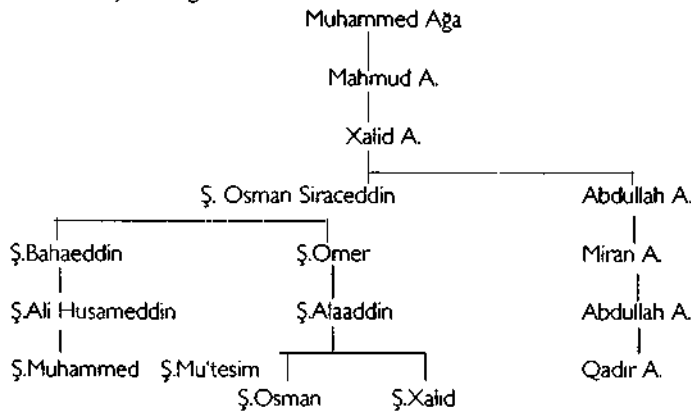 Muhammed Ağa
Mahmud A.
Xalid A.
Ş. Osman Siraceddin Abdullah A.
Ş.Bahaeddin Ş.Omer Miran A.
Ş.Ali Husameddin Ş.Alaaddin Abdullah A.
Ş.Muhammed Ş.Mu'tesim Qadır A.
Ş.Osman Ş.Xalid